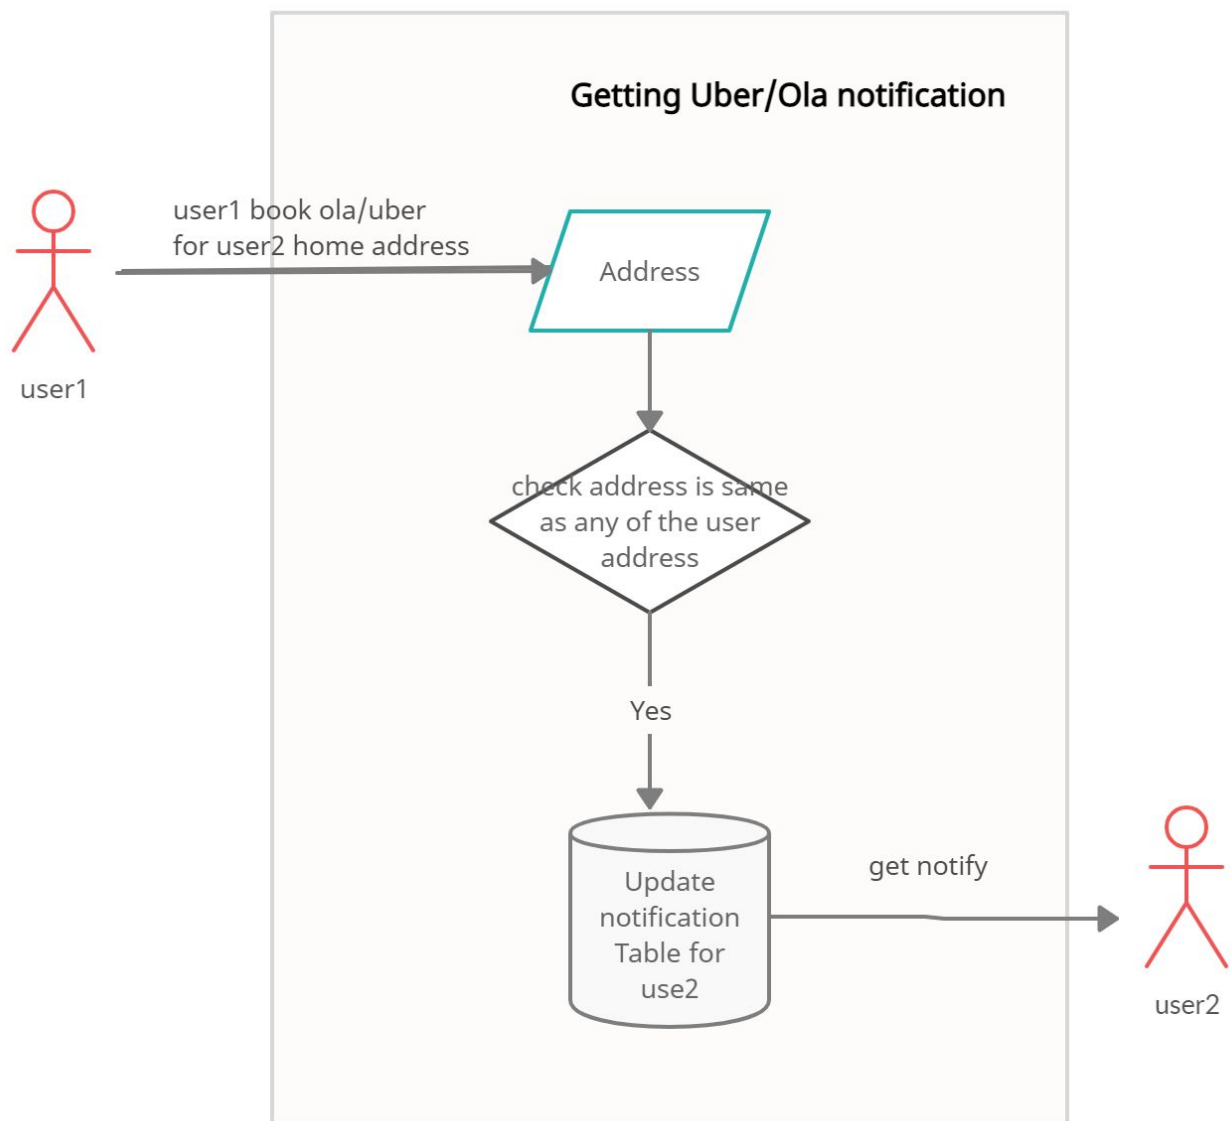 Getting Uber/Ola notification
user1 book ola/uber
for user2 home address
Address
user1
check address is same
as any of the user
address
Yes
Update
notification
Table for
use2
get notify
user2